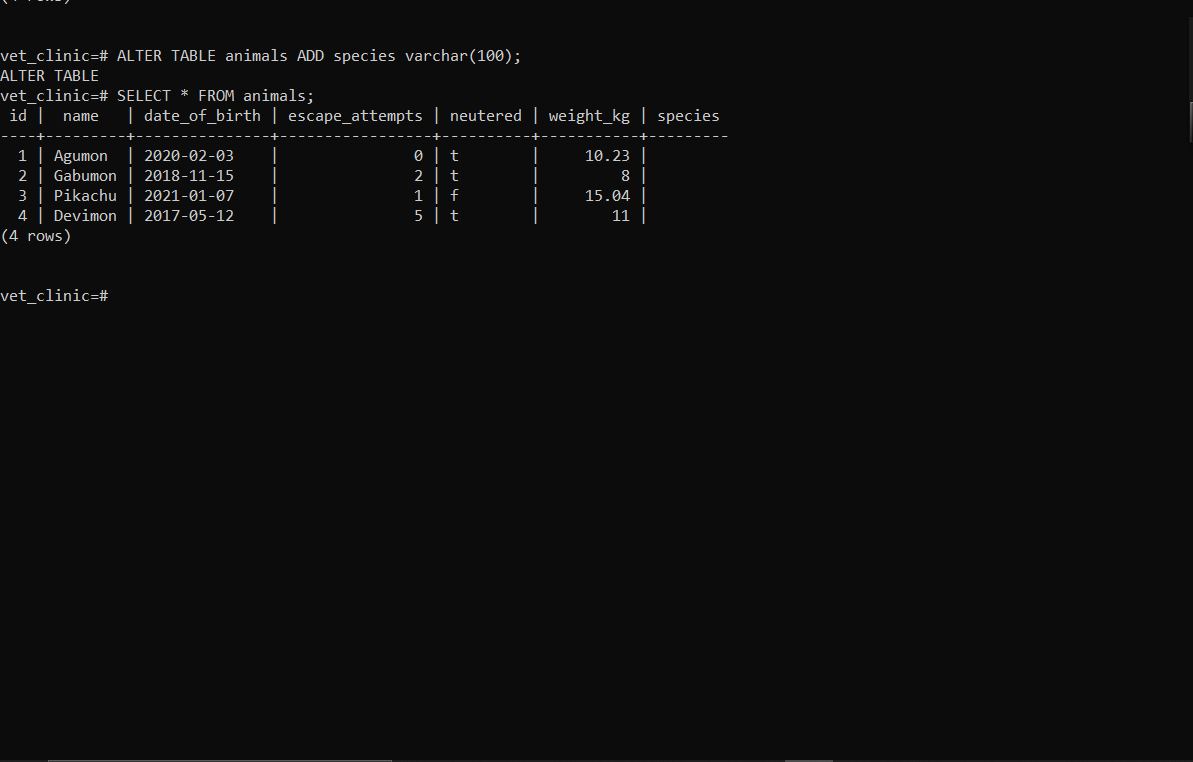 (4 rows)
vet_clinic=# ALTER TABLE animals ADD species varchar(100);
ALTER TABLE
vet_clinic=# SELECT * FROM animals;
 id |  name   | date_of_birth | escape_attempts | neutered | weight_kg | species
----+---------+---------------+-----------------+----------+-----------+---------
  1 | Agumon  | 2020-02-03    |               0 | t        |     10.23 |
  2 | Gabumon | 2018-11-15    |               2 | t        |         8 |
  3 | Pikachu | 2021-01-07    |               1 | f        |     15.04 |
  4 | Devimon | 2017-05-12    |               5 | t        |        11 |
(4 rows)
vet_clinic=#